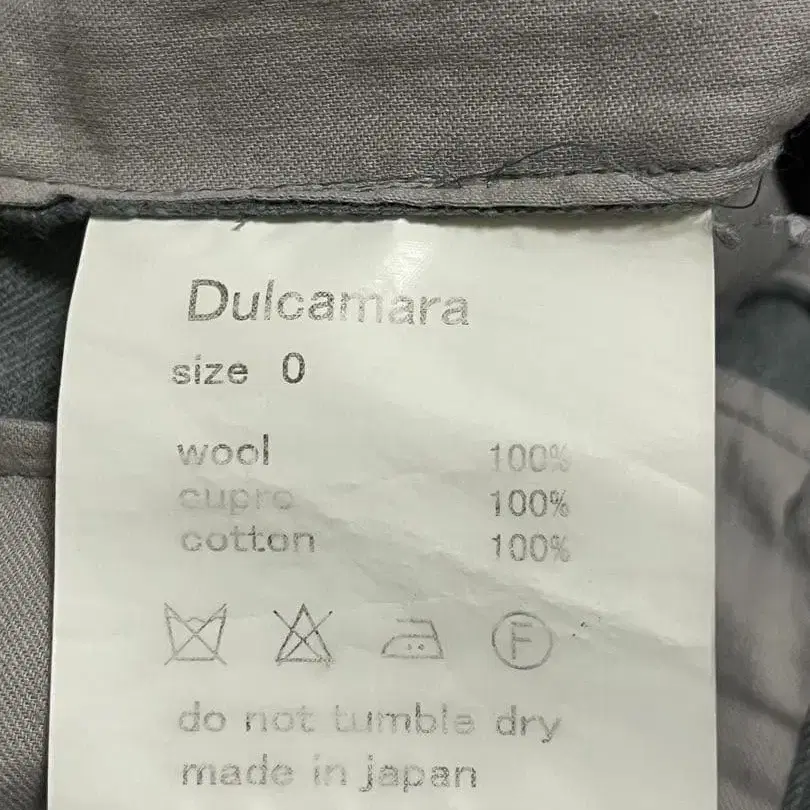 Dulcamara
size 0
wool 100%
cupro 100%
cotton 100%
F
do not tumble dry
made in japan